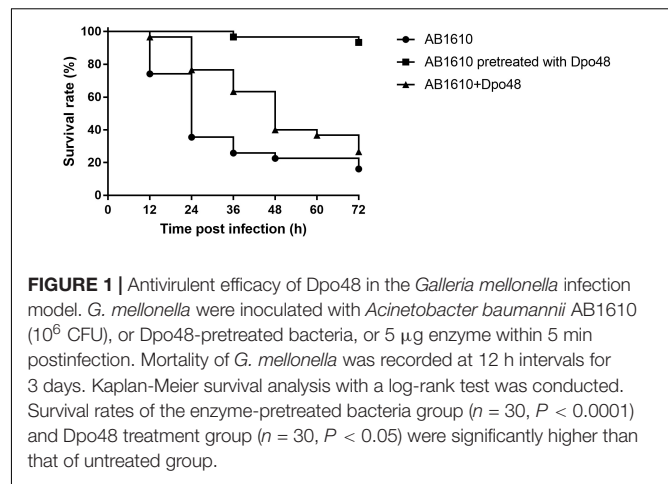 100
80
60
40
20
0
Survival rate (%)
0 12 24 36 48 60 72
Time post infection (h)
AB1610
AB1610 pretreated with Dpo48
AB1610+Dpo48
FIGURE 1 | Antivirulent efficacy of Dpo48 in the Galleria mellonella infection
model. G. mellonella were inoculated with Acinetobacter baumannii AB1610
(10⁶ CFU), or Dpo48-pretreated bacteria, or 5 μg enzyme within 5 min
postinfection. Mortality of G. mellonella was recorded at 12 h intervals for
3 days. Kaplan-Meier survival analysis with a log-rank test was conducted.
Survival rates of the enzyme-pretreated bacteria group (n = 30, P < 0.0001)
and Dpo48 treatment group (n = 30, P < 0.05) were significantly higher than
that of untreated group.